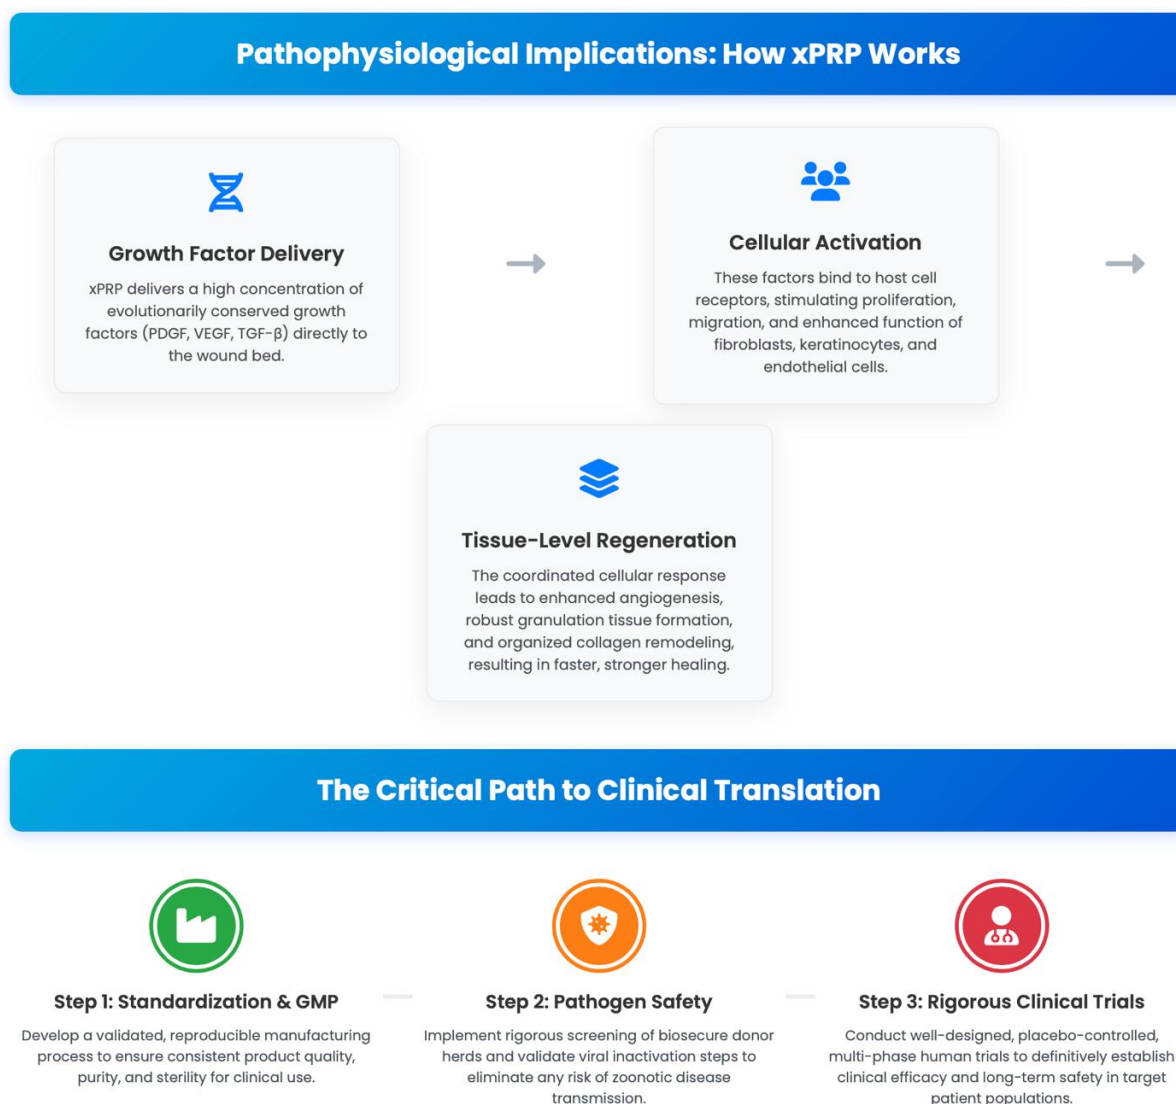 Pathophysiological Implications: How xPRP Works
Growth Factor Delivery
xPRP delivers a high concentration of
evolutionarily conserved growth
factors (PDGF, VEGF, TGF-β) directly to
the wound bed.
Cellular Activation
These factors bind to host cell
receptors, stimulating proliferation,
migration, and enhanced function of
fibroblasts, keratinocytes, and
endothelial cells.
Tissue-Level Regeneration
The coordinated cellular response
leads to enhanced angiogenesis,
robust granulation tissue formation,
and organized collagen remodeling,
resulting in faster, stronger healing.
The Critical Path to Clinical Translation
Step 1: Standardization & GMP
Develop a validated, reproducible manufacturing
process to ensure consistent product quality,
purity, and sterility for clinical use.
Step 2: Pathogen Safety
Implement rigorous screening of biosecure donor
herds and validate viral inactivation steps to
eliminate any risk of zoonotic disease
transmission.
Step 3: Rigorous Clinical Trials
Conduct well-designed, placebo-controlled,
multi-phase human trials to definitively establish
clinical efficacy and long-term safety in target
patient populations.